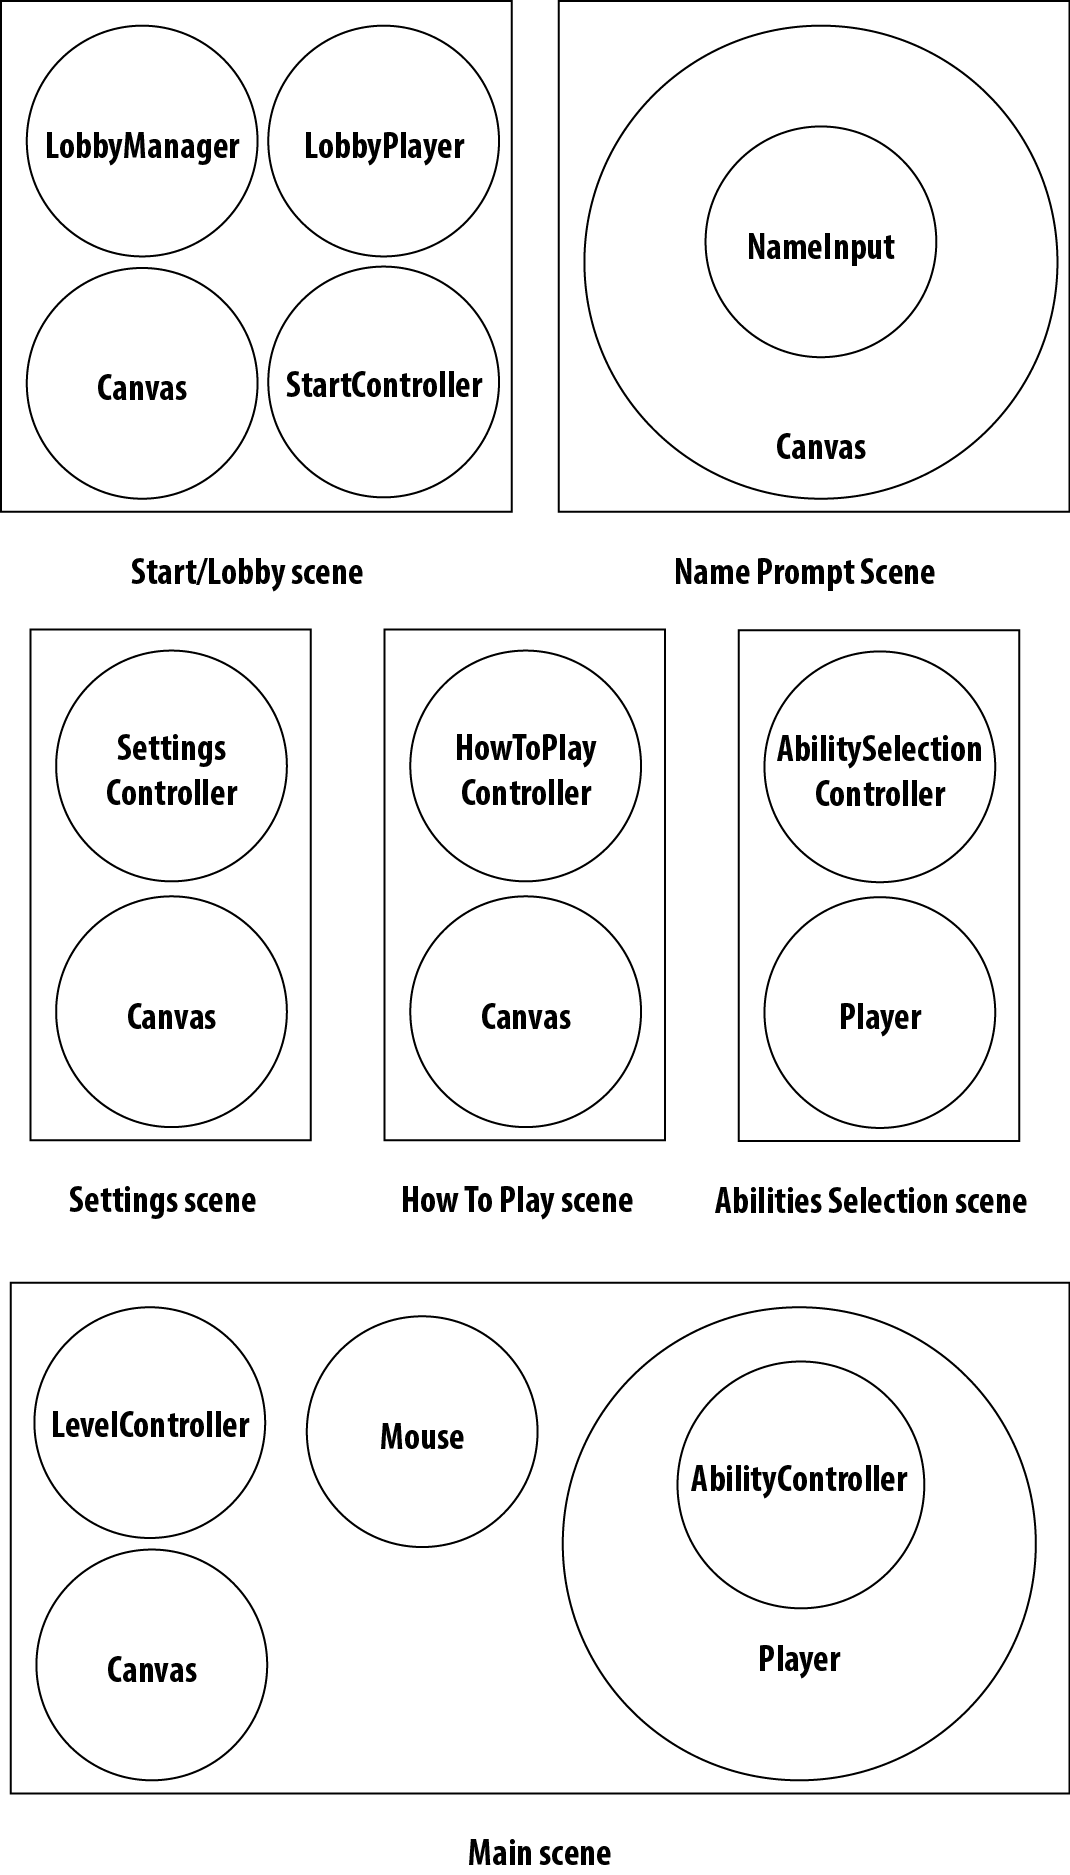 LobbyManager
LobbyPlayer
Canvas
StartController
Start/Lobby scene
NameInput
Canvas
Name Prompt Scene
Settings
Controller
Canvas
Settings scene
HowToPlay
Controller
Canvas
How To Play scene
AbilitySelection
Controller
Player
Abilities Selection scene
LevelController
Canvas
Mouse
AbilityController
Player
Main scene